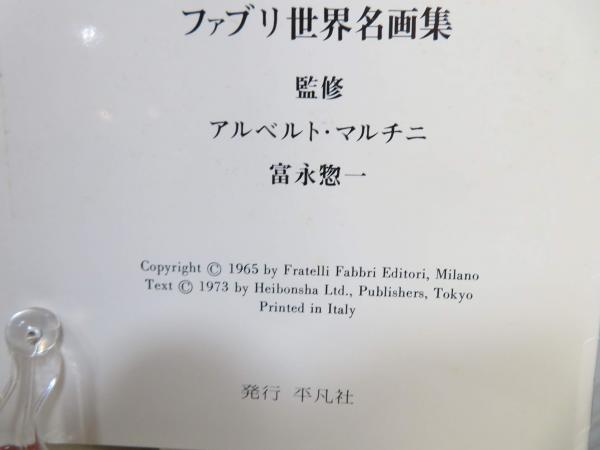 ファブリ世界名画集
監修
アルベルト・マルチニ
富永惣一
Copyright © 1965 by Fratelli Fabbri Editori, Milano
Text © 1973 by Heibonsha Ltd., Publishers, Tokyo
Printed in Italy
発行 平凡社